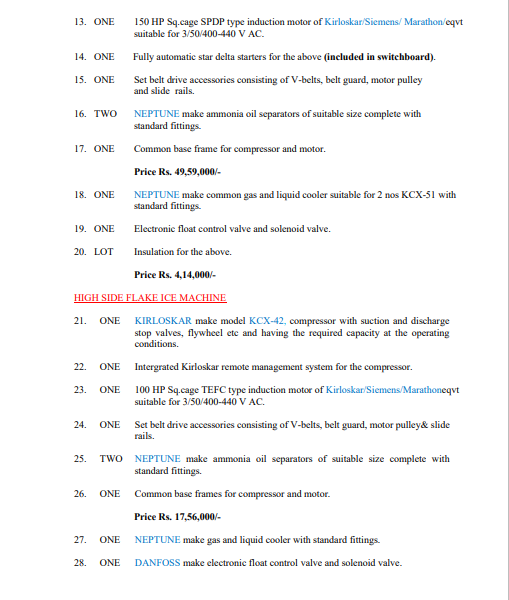 13. ONE 150 HP Sq.cage SPDP type induction motor of Kirloskar/Siemens/ Marathon/eqvt
suitable for 3/50/400-440 V AC.
14. ONE Fully automatic star delta starters for the above (included in switchboard).
15. ONE Set belt drive accessories consisting of V-belts, belt guard, motor pulley
and slide rails.
16. TWO NEPTUNE make ammonia oil separators of suitable size complete with
standard fittings.
17. ONE Common base frame for compressor and motor.
Price Rs. 49,59,000/-
18. ONE NEPTUNE make common gas and liquid cooler suitable for 2 nos KCX-51 with
standard fittings.
19. ONE Electronic float control valve and solenoid valve.
20. LOT Insulation for the above.
Price Rs. 4,14,000/-
HIGH SIDE FLAKE ICE MACHINE
21. ONE KIRLOSKAR make model KCX-42, compressor with suction and discharge
stop valves, flywheel etc and having the required capacity at the operating
conditions.
22. ONE Intergrated Kirloskar remote management system for the compressor.
23. ONE 100 HP Sq.cage TEFC type induction motor of Kirloskar/Siemens/Marathoneqvt
suitable for 3/50/400-440 V AC.
24. ONE Set belt drive accessories consisting of V-belts, belt guard, motor pulley& slide
rails.
25. TWO NEPTUNE make ammonia oil separators of suitable size complete with
standard fittings.
26. ONE Common base frames for compressor and motor.
Price Rs. 17,56,000/-
27. ONE NEPTUNE make gas and liquid cooler with standard fittings.
28. ONE DANFOSS make electronic float control valve and solenoid valve.